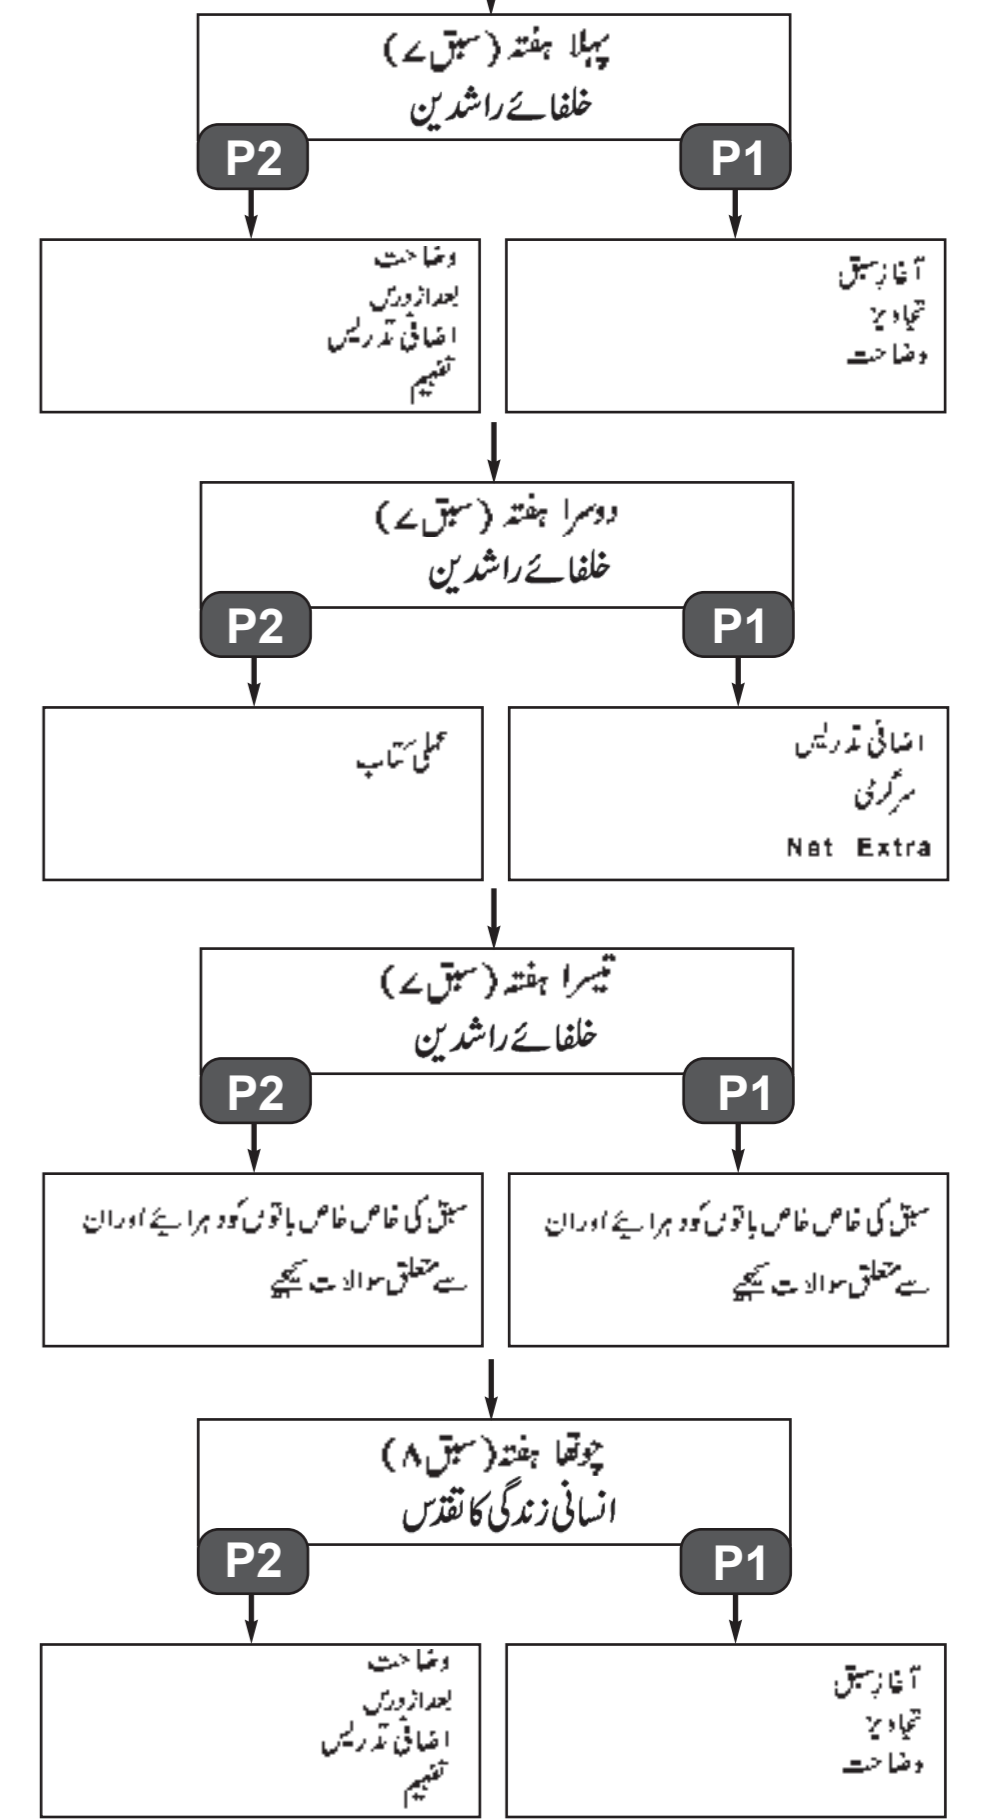 پہلا ہفتہ (سبق ۷)
خلفائے راشدین
P1
P2
آغازِ سبق
تجاویز
وضاحت
وضاحت
بعد از درس
اضافی تدریس
تفہیم
دوسرا ہفتہ (سبق ۷)
خلفائے راشدین
P1
P2
اضافی تدریس
سرگرمی
Net Extra
عملی کتاب
تیسرا ہفتہ (سبق ۷)
خلفائے راشدین
P1
P2
سبق کی خاص خاص باتوں کو دہرائیے اور ان
سے متعلق سوالات کیجیے
سبق کی خاص خاص باتوں کو دہرائیے اور ان
سے متعلق سوالات کیجیے
چوتھا ہفتہ (سبق ۸)
انسانی زندگی کا تقدّس
P1
P2
آغازِ سبق
تجاویز
وضاحت
وضاحت
بعد از درس
اضافی تدریس
تفہیم